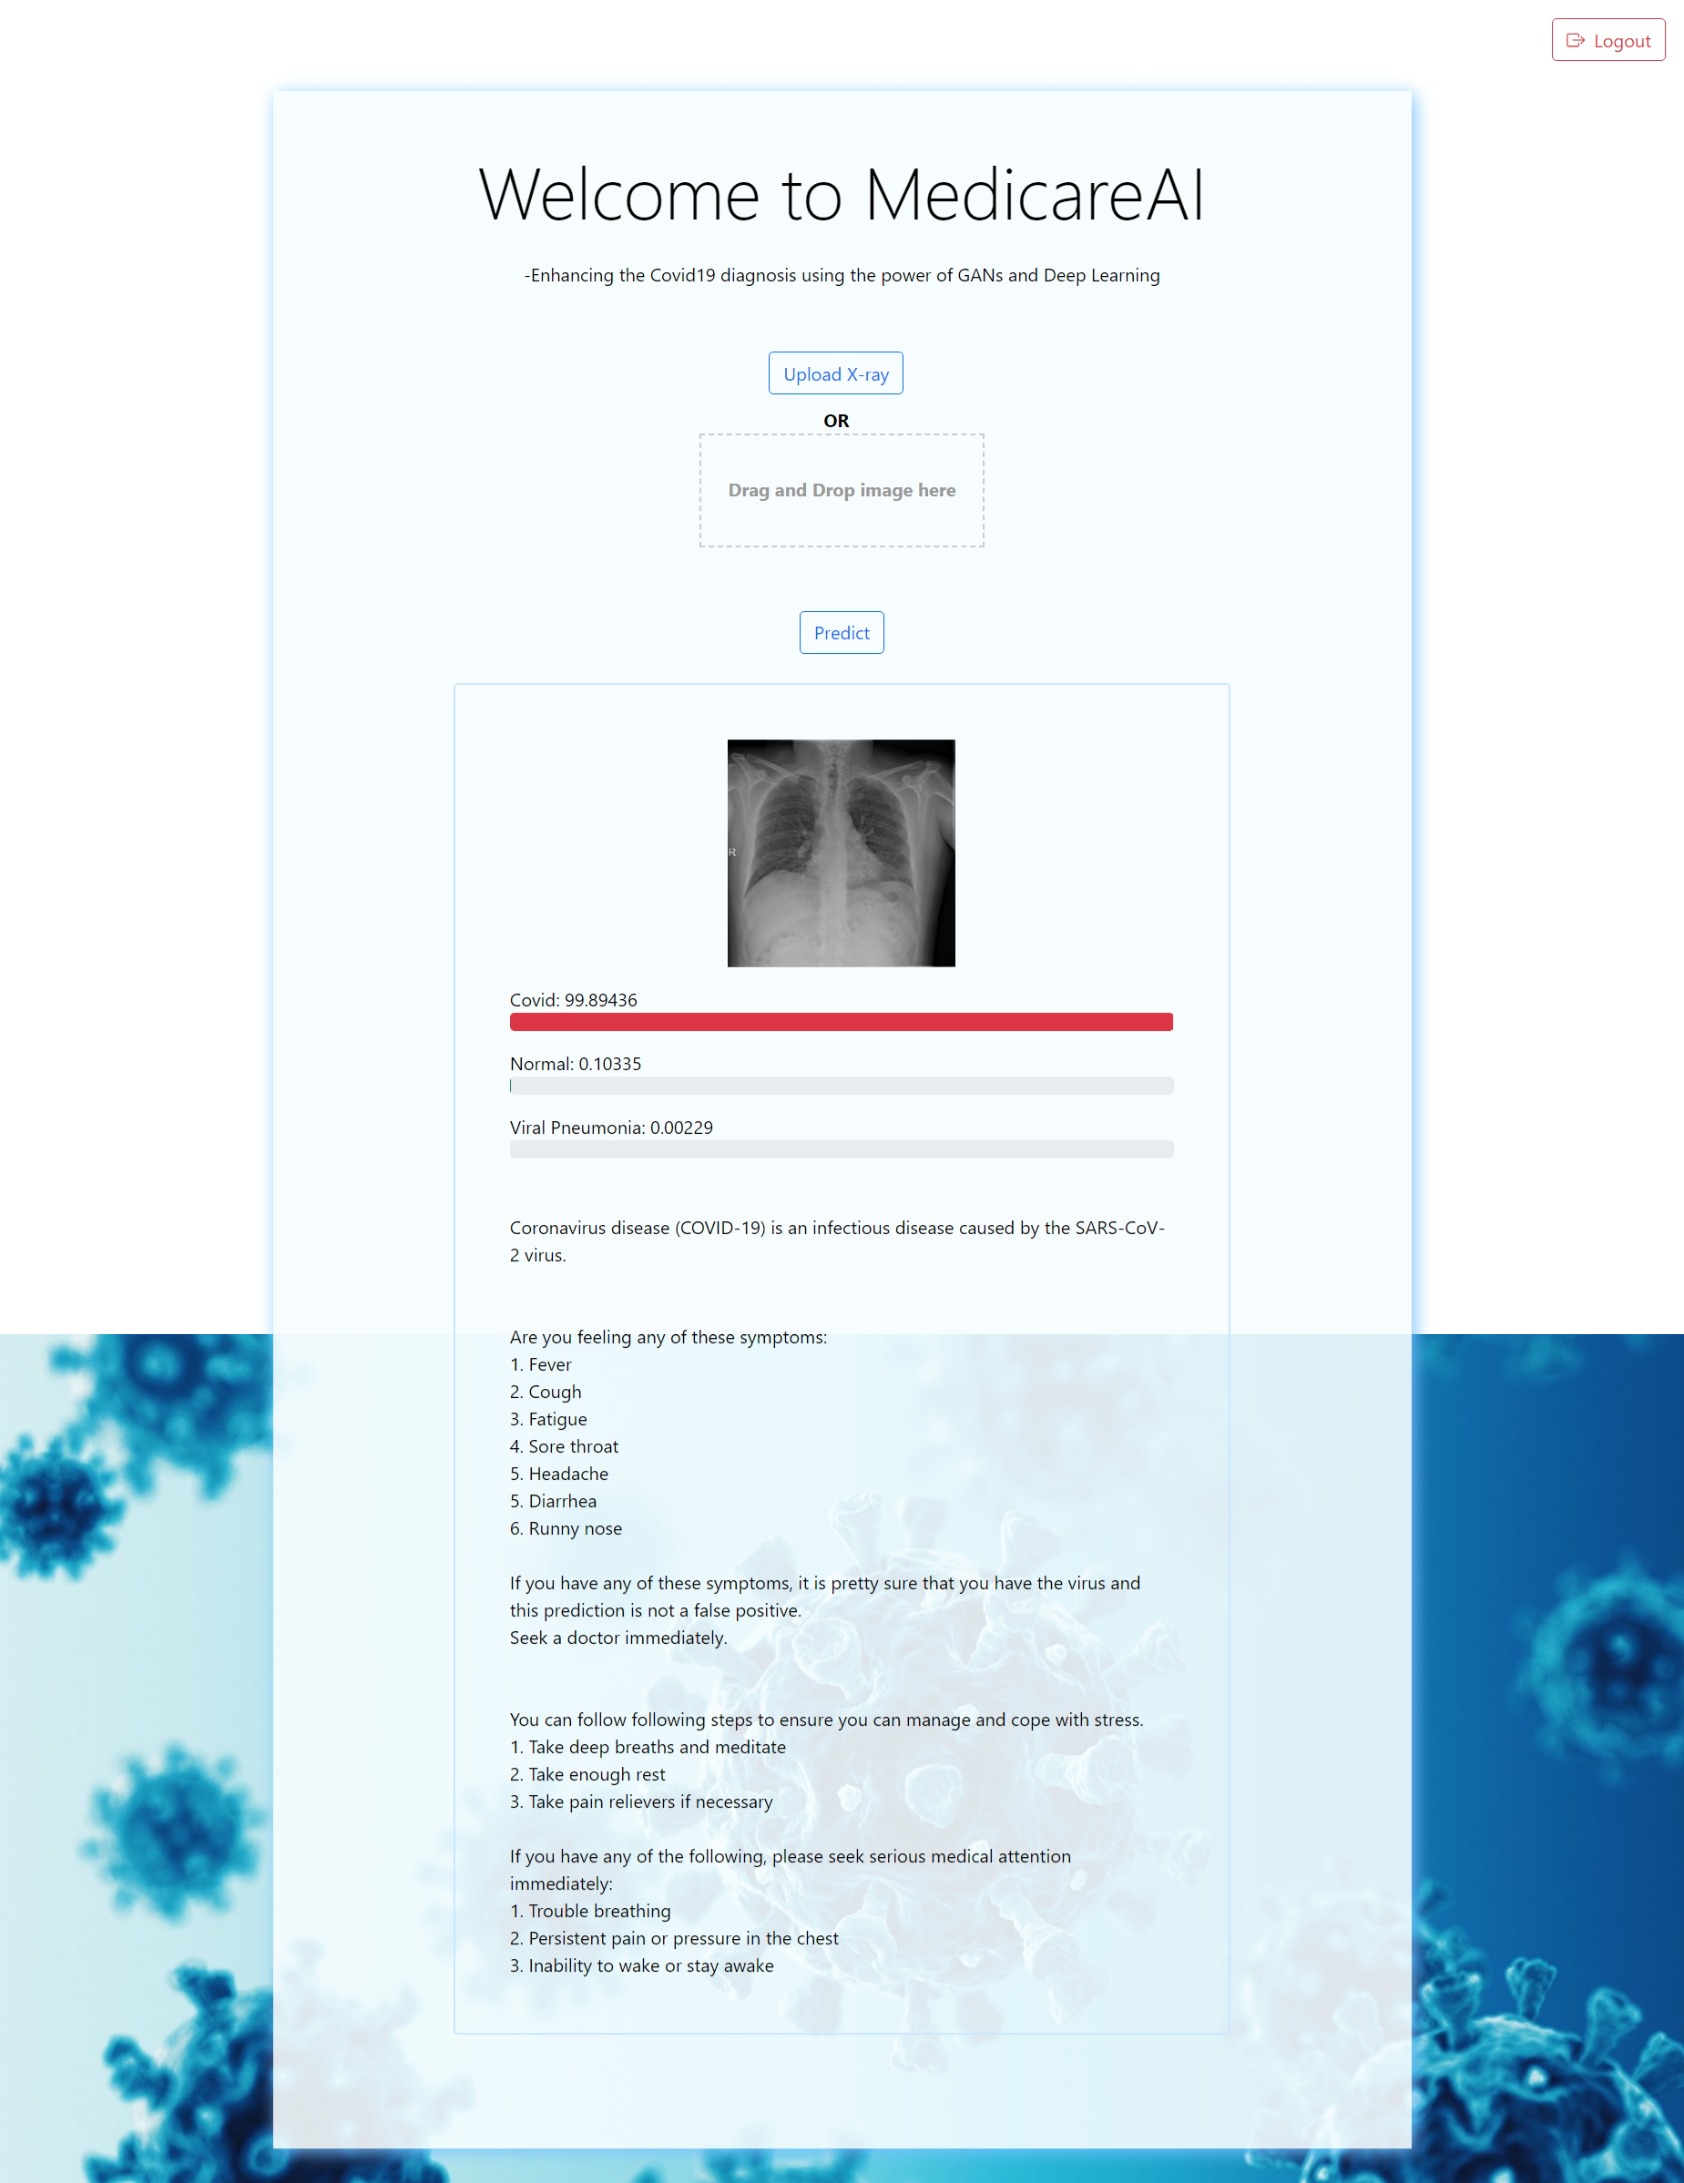 Logout
Welcome to MedicareAI
-Enhancing the Covid19 diagnosis using the power of GANs and Deep Learning
Upload X-ray
OR
Drag and Drop image here
Predict
R
Covid: 99.89436
Normal: 0.10335
Viral Pneumonia: 0.00229
Coronavirus disease (COVID-19) is an infectious disease caused by the SARS-CoV-
2 virus.
Are you feeling any of these symptoms:
1. Fever
2. Cough
3. Fatigue
4. Sore throat
5. Headache
5. Diarrhea
6. Runny nose
If you have any of these symptoms, it is pretty sure that you have the virus and
this prediction is not a false positive.
Seek a doctor immediately.
You can follow following steps to ensure you can manage and cope with stress.
1. Take deep breaths and meditate
2. Take enough rest
3. Take pain relievers if necessary
If you have any of the following, please seek serious medical attention
immediately:
1. Trouble breathing
2. Persistent pain or pressure in the chest
3. Inability to wake or stay awake